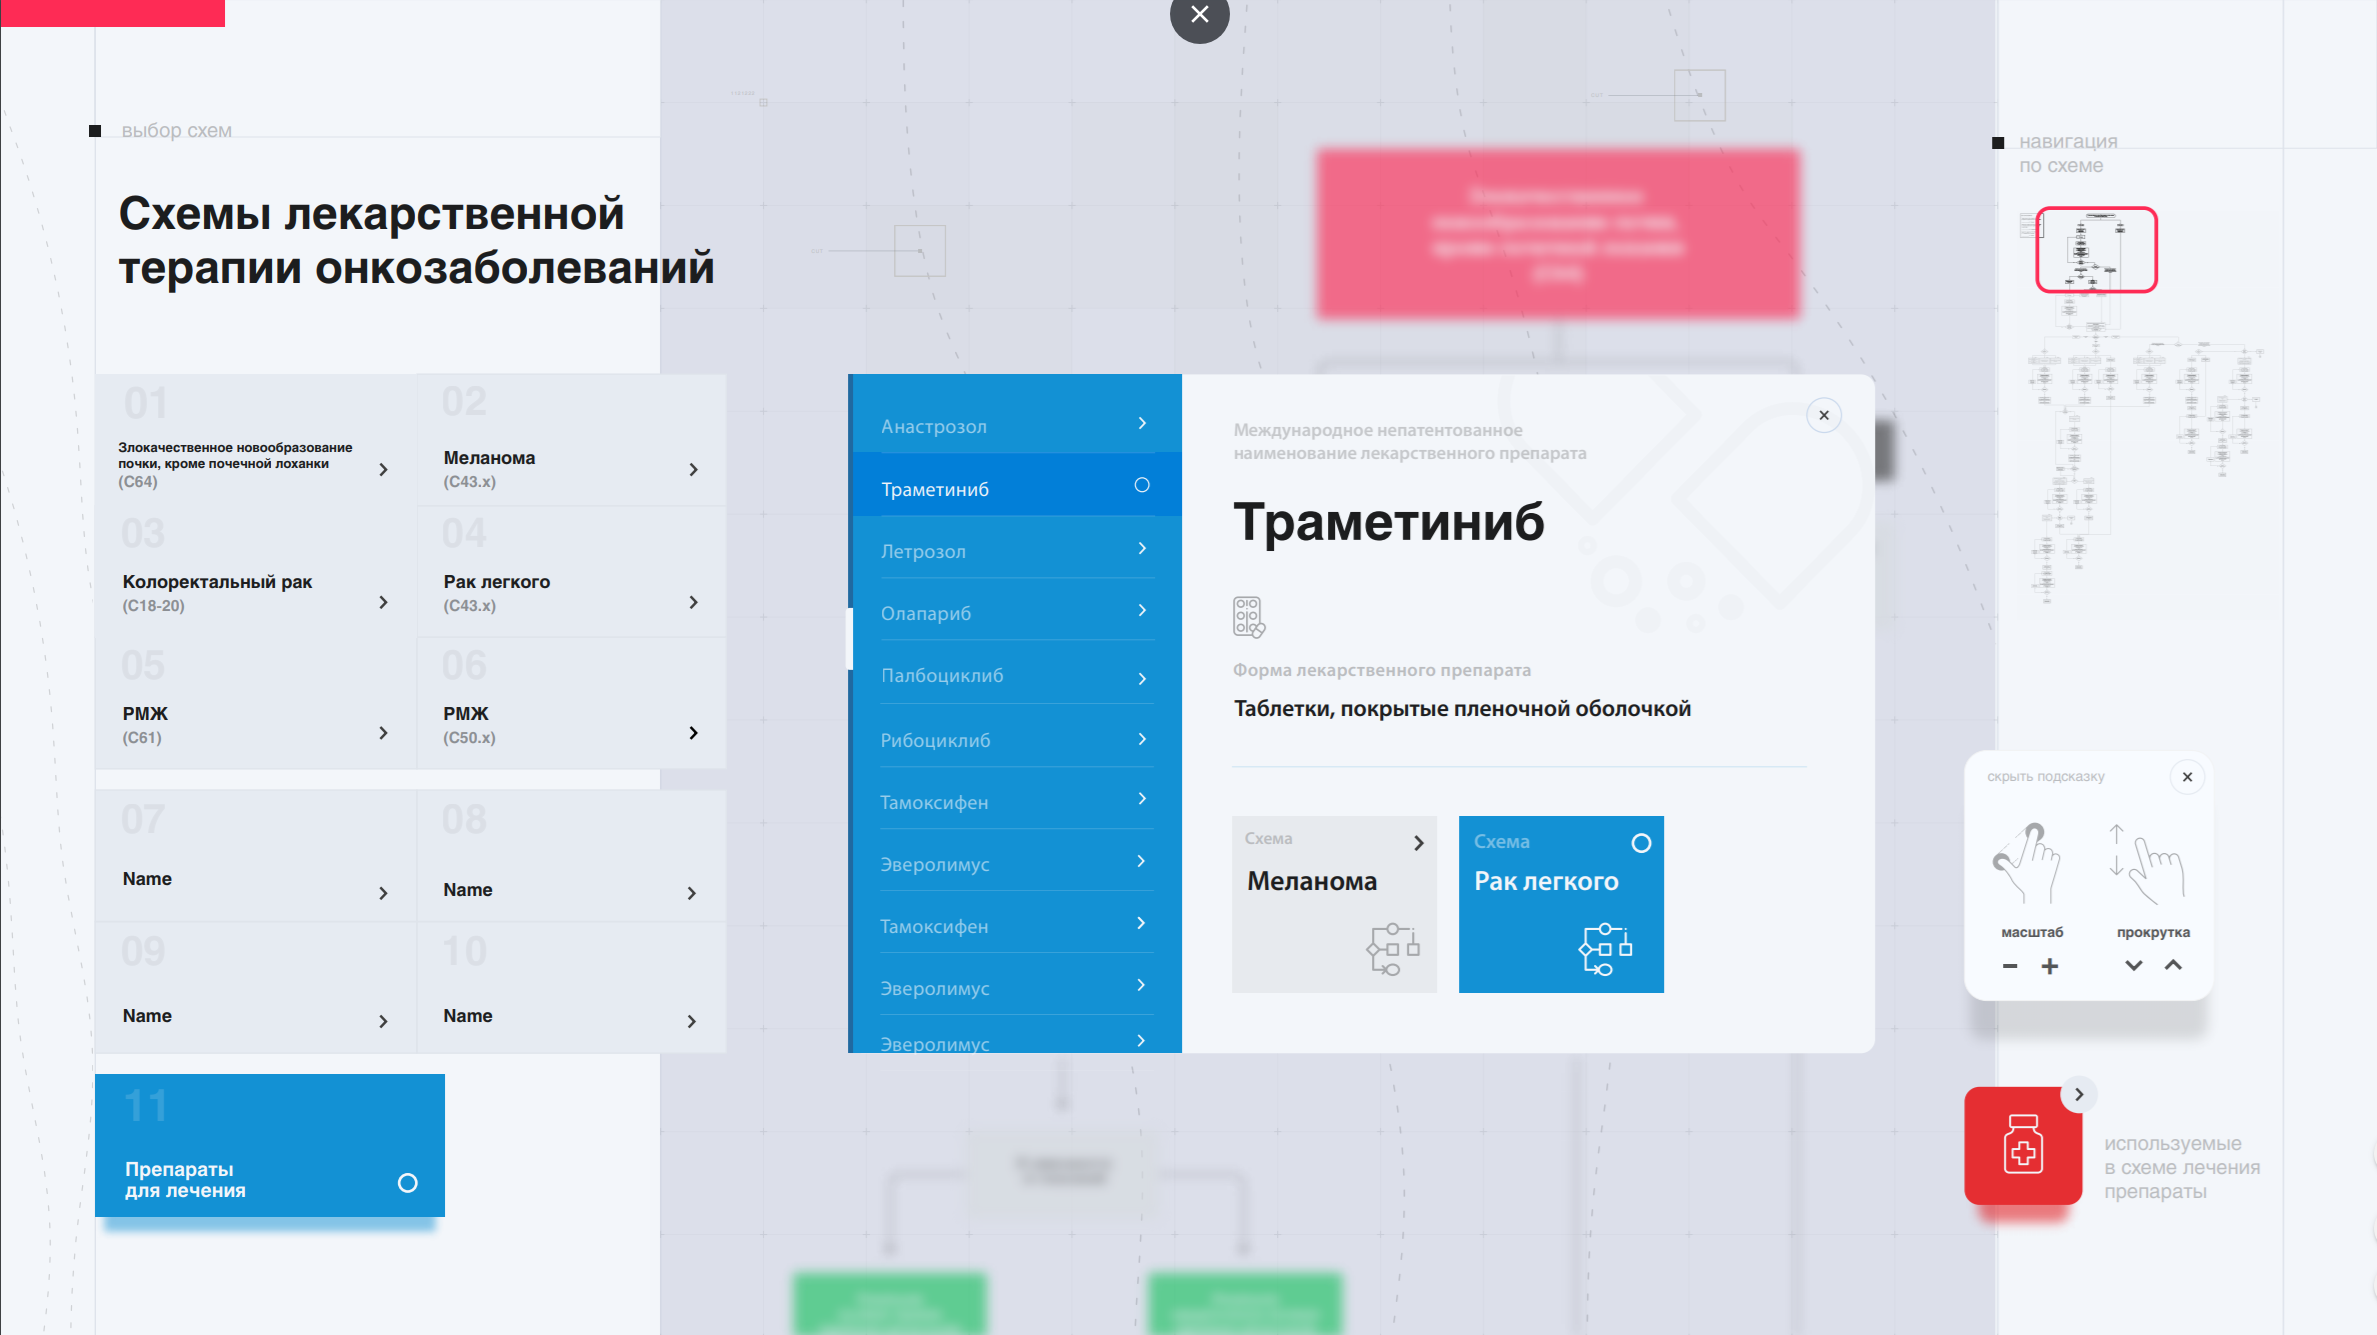 выбор схем
Схемы лекарственной
терапии онкозаболеваний
01
Злокачественное новообразование
почки, кроме почечной лоханки
(C64)
02
Меланома
(C43.x)
03
Колоректальный рак
(C18-20)
04
Рак легкого
(C43.x)
05
РМЖ
(C61)
06
РМЖ
(C50.x)
07
Name
08
Name
09
Name
10
Name
11
Препараты
для лечения
Анастрозол
Траметиниб
Летрозол
Олапариб
Палбоциклиб
Рибоциклиб
Тамоксифен
Эверолимус
Тамоксифен
Эверолимус
Эверолимус
Международное непатентованное
наименование лекарственного препарата
Траметиниб
Форма лекарственного препарата
Таблетки, покрытые пленочной оболочкой
Схема
Меланома
Схема
Рак легкого
навигация
по схеме
скрыть подсказку
масштаб
прокрутка
используемые
в схеме лечения
препараты